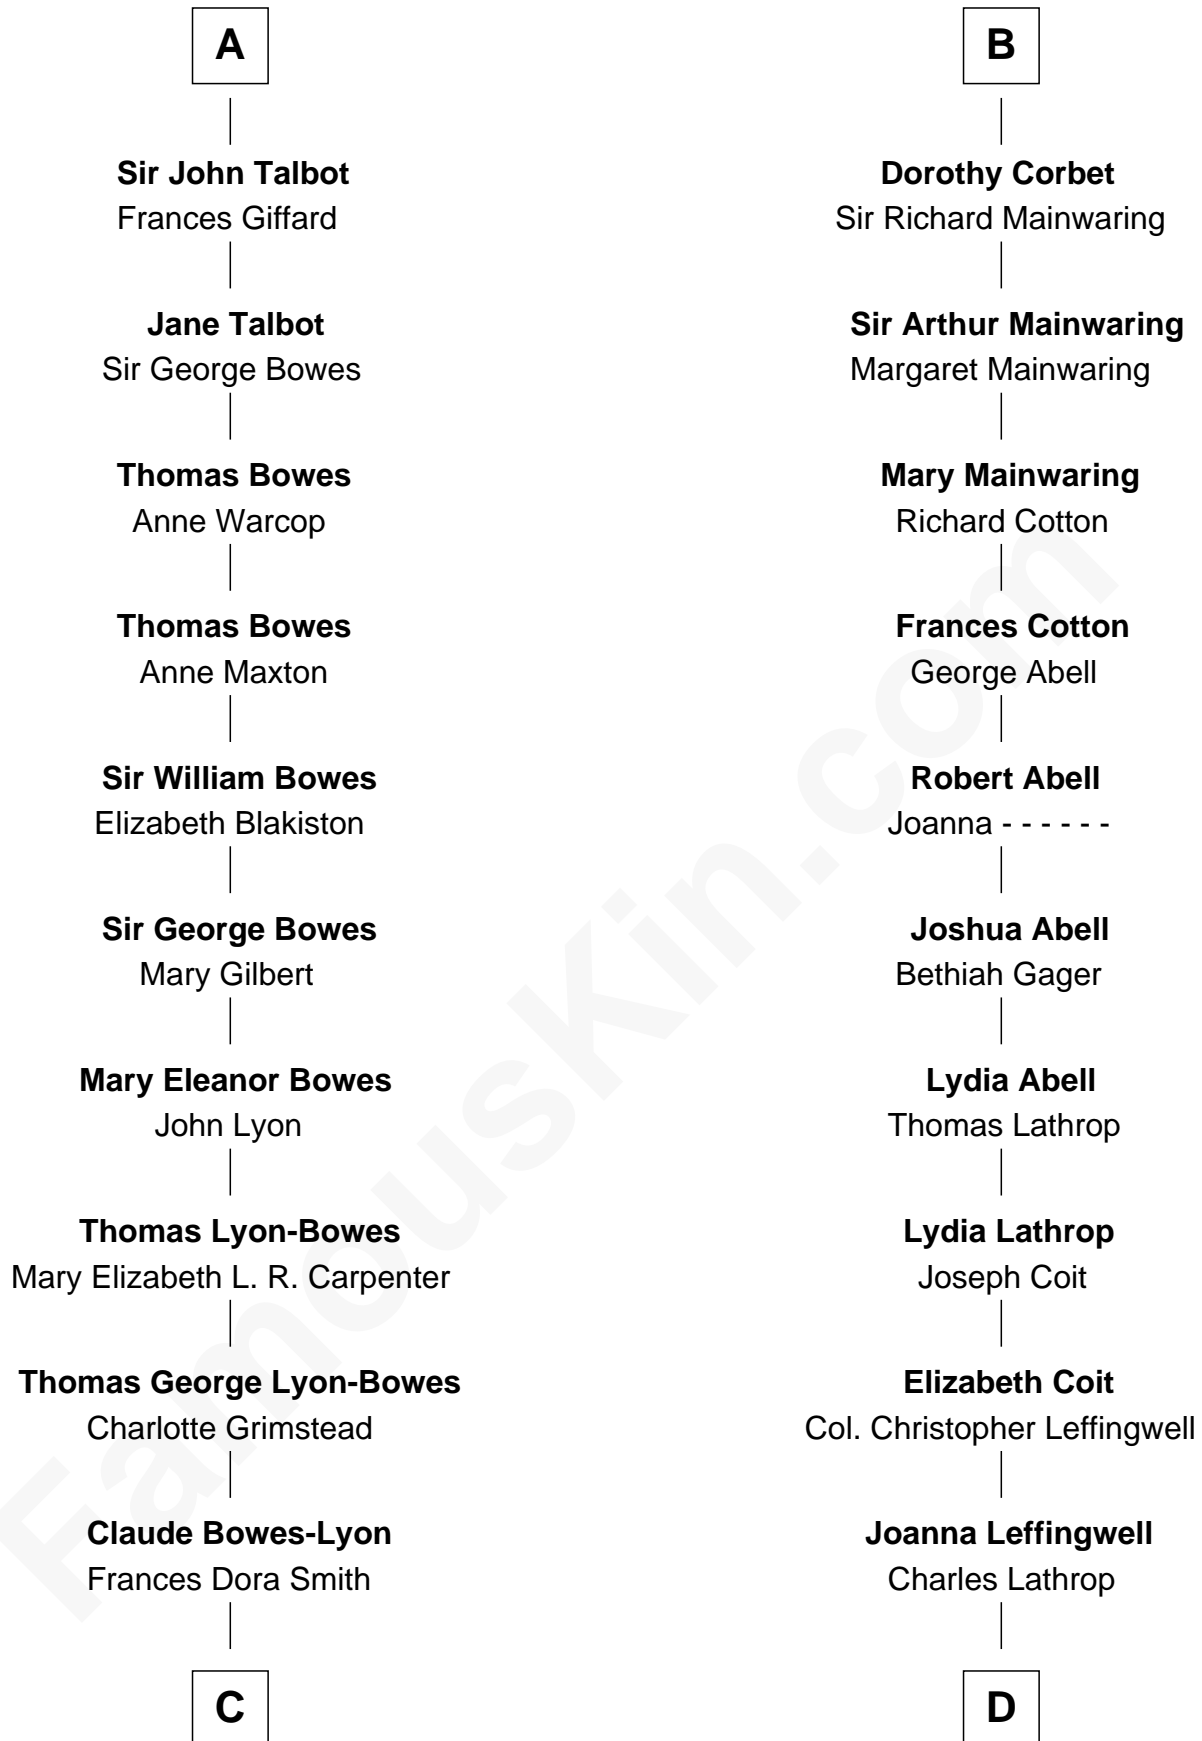 A
Sir John Talbot
Frances Giffard
Jane Talbot
Sir George Bowes
Thomas Bowes
Anne Warcop
Thomas Bowes
Anne Maxton
Sir William Bowes
Elizabeth Blakiston
Sir George Bowes
Mary Gilbert
Mary Eleanor Bowes
John Lyon
Thomas Lyon-Bowes
Mary Elizabeth L. R. Carpenter
Thomas George Lyon-Bowes
Charlotte Grimstead
Claude Bowes-Lyon
Frances Dora Smith
C
B
Dorothy Corbet
Sir Richard Mainwaring
Sir Arthur Mainwaring
Margaret Mainwaring
Mary Mainwaring
Richard Cotton
Frances Cotton
George Abell
Robert Abell
Joanna - - - - - -
Joshua Abell
Bethiah Gager
Lydia Abell
Thomas Lathrop
Lydia Lathrop
Joseph Coit
Elizabeth Coit
Col. Christopher Leffingwell
Joanna Leffingwell
Charles Lathrop
D
FamousKin.com